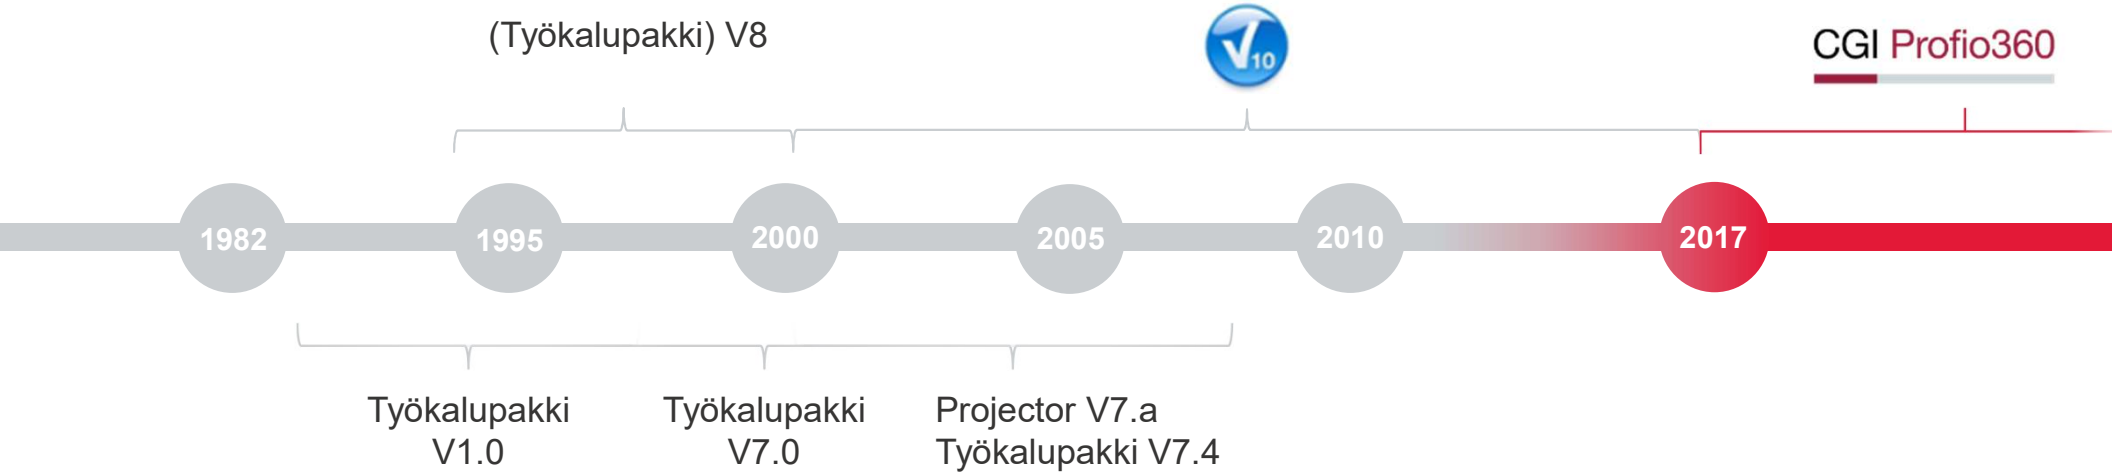 (Työkalupakki) V8
V10
CGI Profio360
1982
1995
2000
2005
2010
2017
Työkalupakki
V1.0
Työkalupakki
V7.0
Projector V7.a
Työkalupakki V7.4